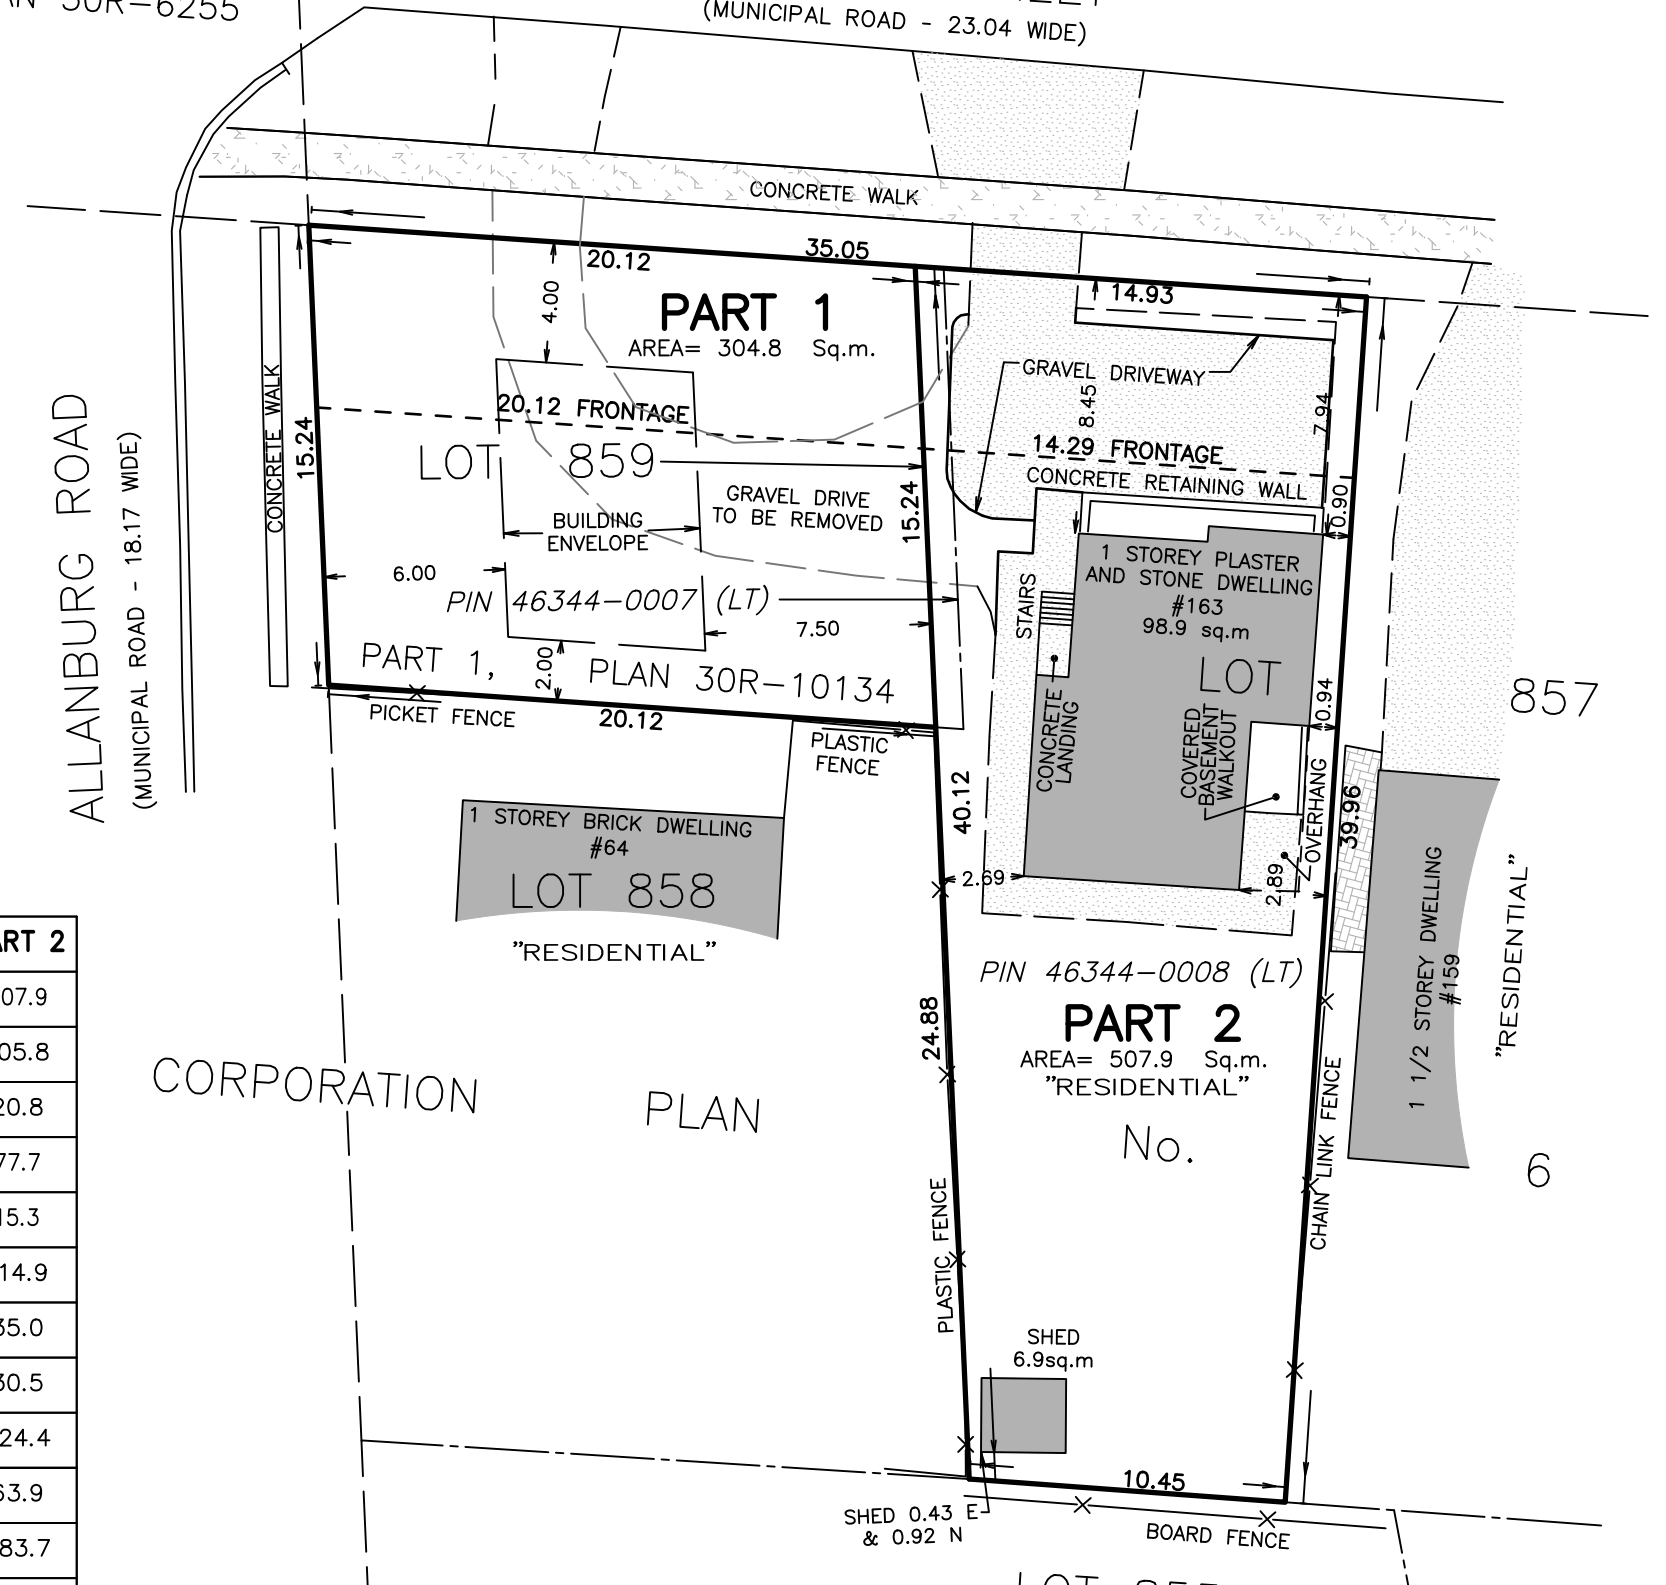 30R-6255
(MUNICIPAL ROAD - 23.04 WIDE)
CONCRETE WALK
35.05
20.12
14.93
4.00
PART 1
AREA= 304.8 Sq.m.
GRAVEL DRIVEWAY
8.45
7.94
20.12 FRONTAGE
14.29 FRONTAGE
CONCRETE WALK
15.24
LOT 859
CONCRETE RETAINING WALL
GRAVEL DRIVE
TO BE REMOVED
15.24
0.90
BUILDING
ENVELOPE
ALLANBURG ROAD
(MUNICIPAL ROAD - 18.17 WIDE)
6.00
PIN 46344-0007 (LT)
7.50
STAIRS
1 STOREY PLASTER
AND STONE DWELLING
#163
98.9 sq.m
LOT
857
2.00
PART 1, PLAN 30R-10134
PICKET FENCE
20.12
PLASTIC
FENCE
CONCRETE
LANDING
COVERED
BASEMENT
WALKOUT
0.94
OVERHANG
39.96
40.12
1 STOREY BRICK DWELLING
#64
LOT 858
"RESIDENTIAL"
2.69
2.89
1 1/2 STOREY DWELLING
#159
"RESIDENTIAL"
PIN 46344-0008 (LT)
PART 2
AREA= 507.9 Sq.m.
"RESIDENTIAL"
24.88
CORPORATION PLAN No. 6
CHAIN LINK FENCE
PLASTIC FENCE
SHED
6.9sq.m
10.45
SHED 0.43 E
& 0.92 N
BOARD FENCE
RT 2
07.9
05.8
20.8
77.7
15.3
14.9
35.0
30.5
24.4
63.9
83.7